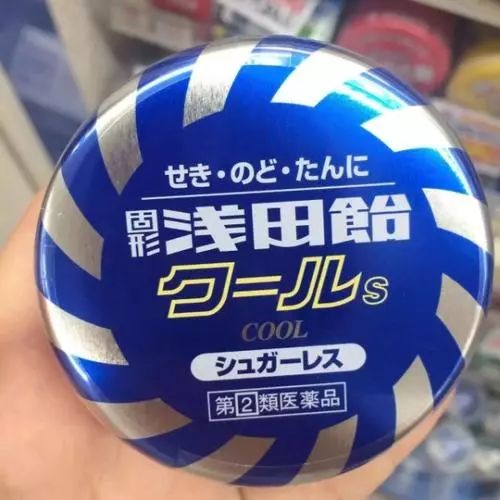 せき・のど・たんに
固形 浅田飴
クールS
COOL
シュガーレス
第②類医薬品